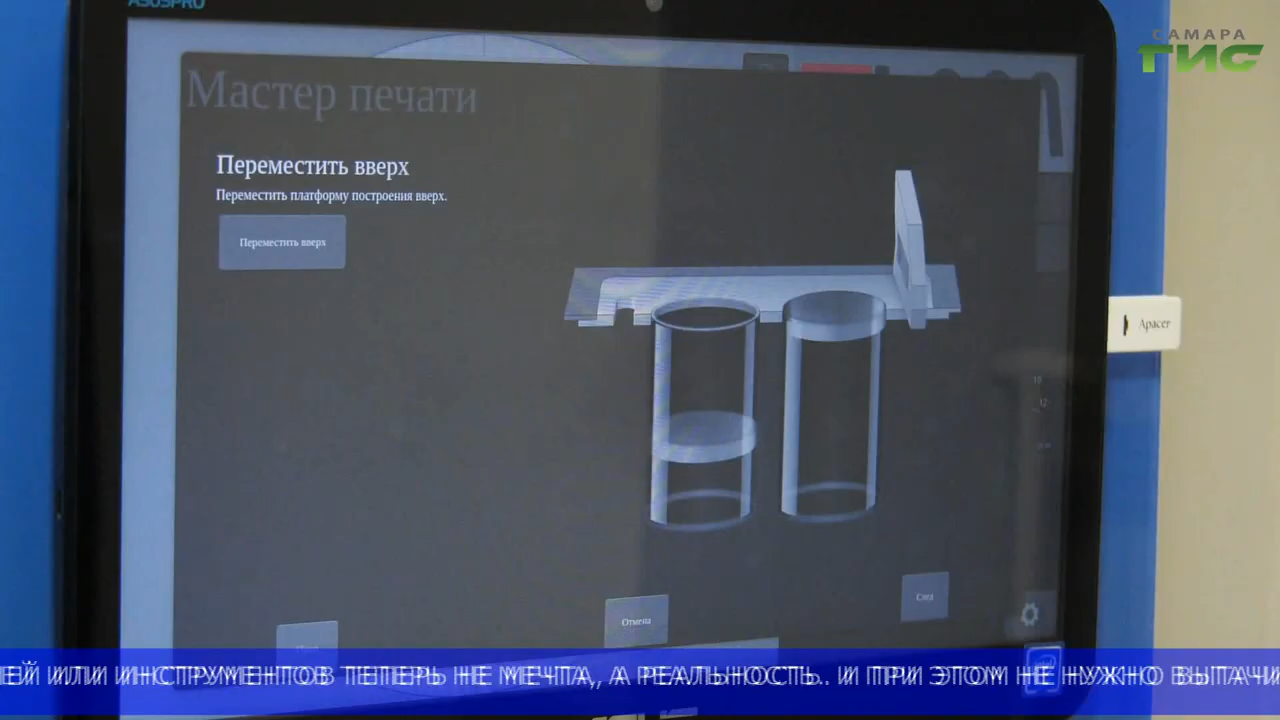 ASUSPRO
САМАРА
ГИС
Мастер печати
Переместить вверх
Переместить платформу построения вверх.
Переместить вверх
Apacer
След
Отмена
ИЛИ ИНСТРУМЕНТОВ ТЕПЕРЬ НЕ МЕЧТА, А РЕАЛЬНОСТЬ. И ПРИ ЭТОМ НЕ НУЖНО ВЫТАЧИ